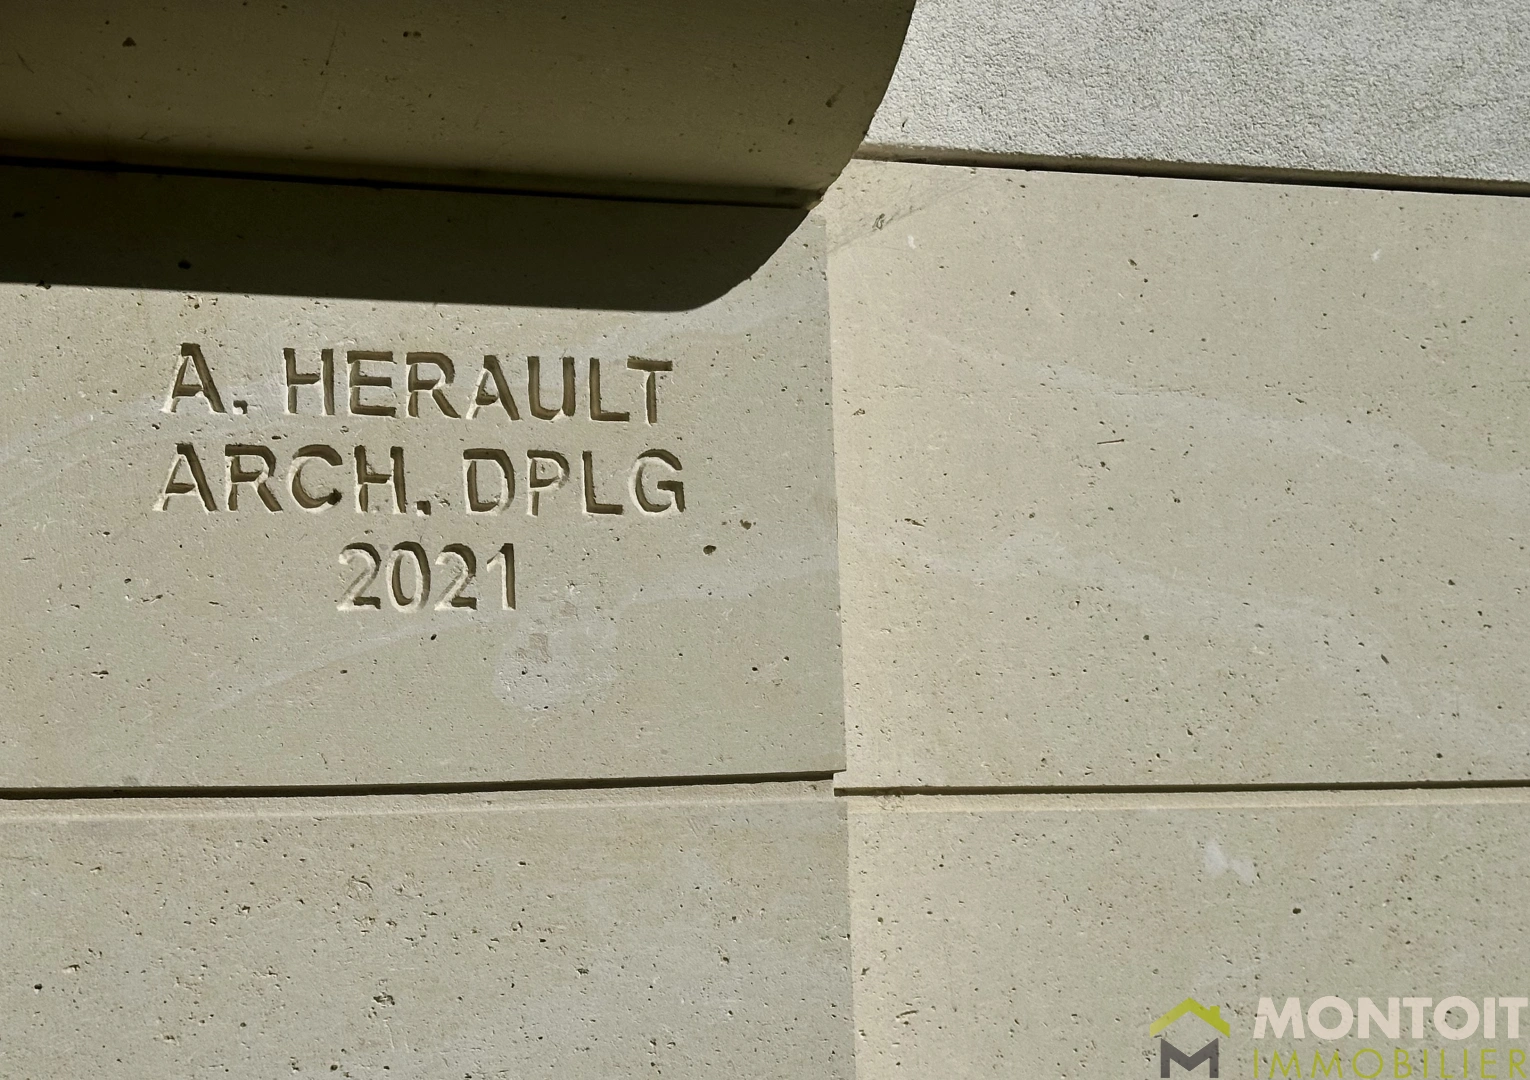 A. HERAULT
ARCH. DPLG
2021
MONTOIT
IMMOBILIER